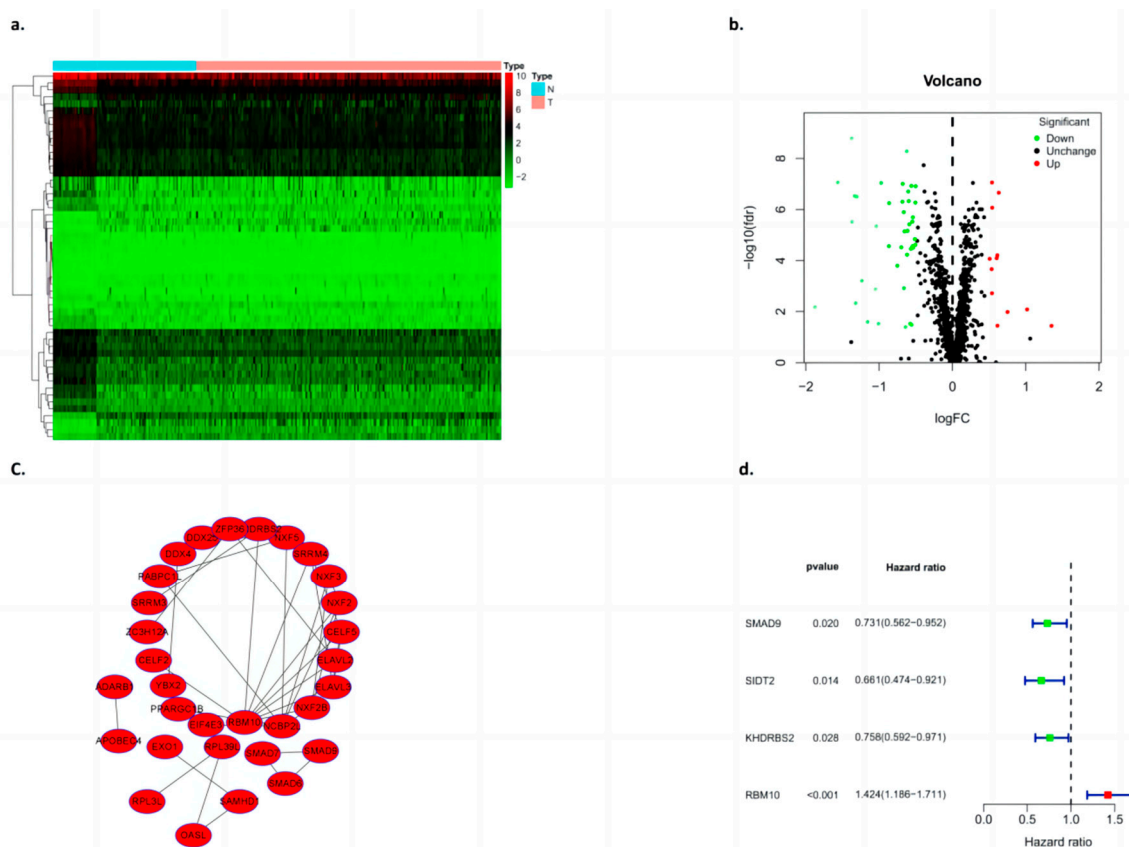 a.
Type
10
8
6
4
2
0
−2
Type
N
T
b.
Volcano
Significant
Down
Unchange
Up
−log10(fdr)
8
6
4
2
0
−2
−1
0
1
2
logFC
C.
ZFP36
DDX25
NXF5
DDX4
SRRM4
PABPC1L
NXF3
SRRM3
NXF2
ZC3H12A
CELF5
CELF2
ELAVL2
ADARB1
YBX2
ELAVL3
PPARGC1B
NXF2B
EIF4E3
RBM10
NCBP2L
APOBEC4
EXO1
RPL39L
SMAD7
SMAD9
SMAD6
RPL3L
SAMHD1
OASL
d.
pvalue Hazard ratio
SMAD9 0.020 0.731(0.562−0.952)
SIDT2 0.014 0.661(0.474−0.921)
KHDRBS2 0.028 0.758(0.592−0.971)
RBM10 <0.001 1.424(1.186−1.711)
0.0 0.5 1.0 1.5
Hazard ratio